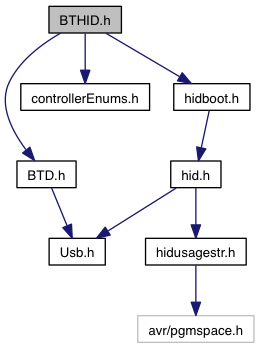 BTHID.h
controllerEnums.h
hidboot.h
BTD.h
hid.h
Usb.h
hidusagestr.h
avr/pgmspace.h